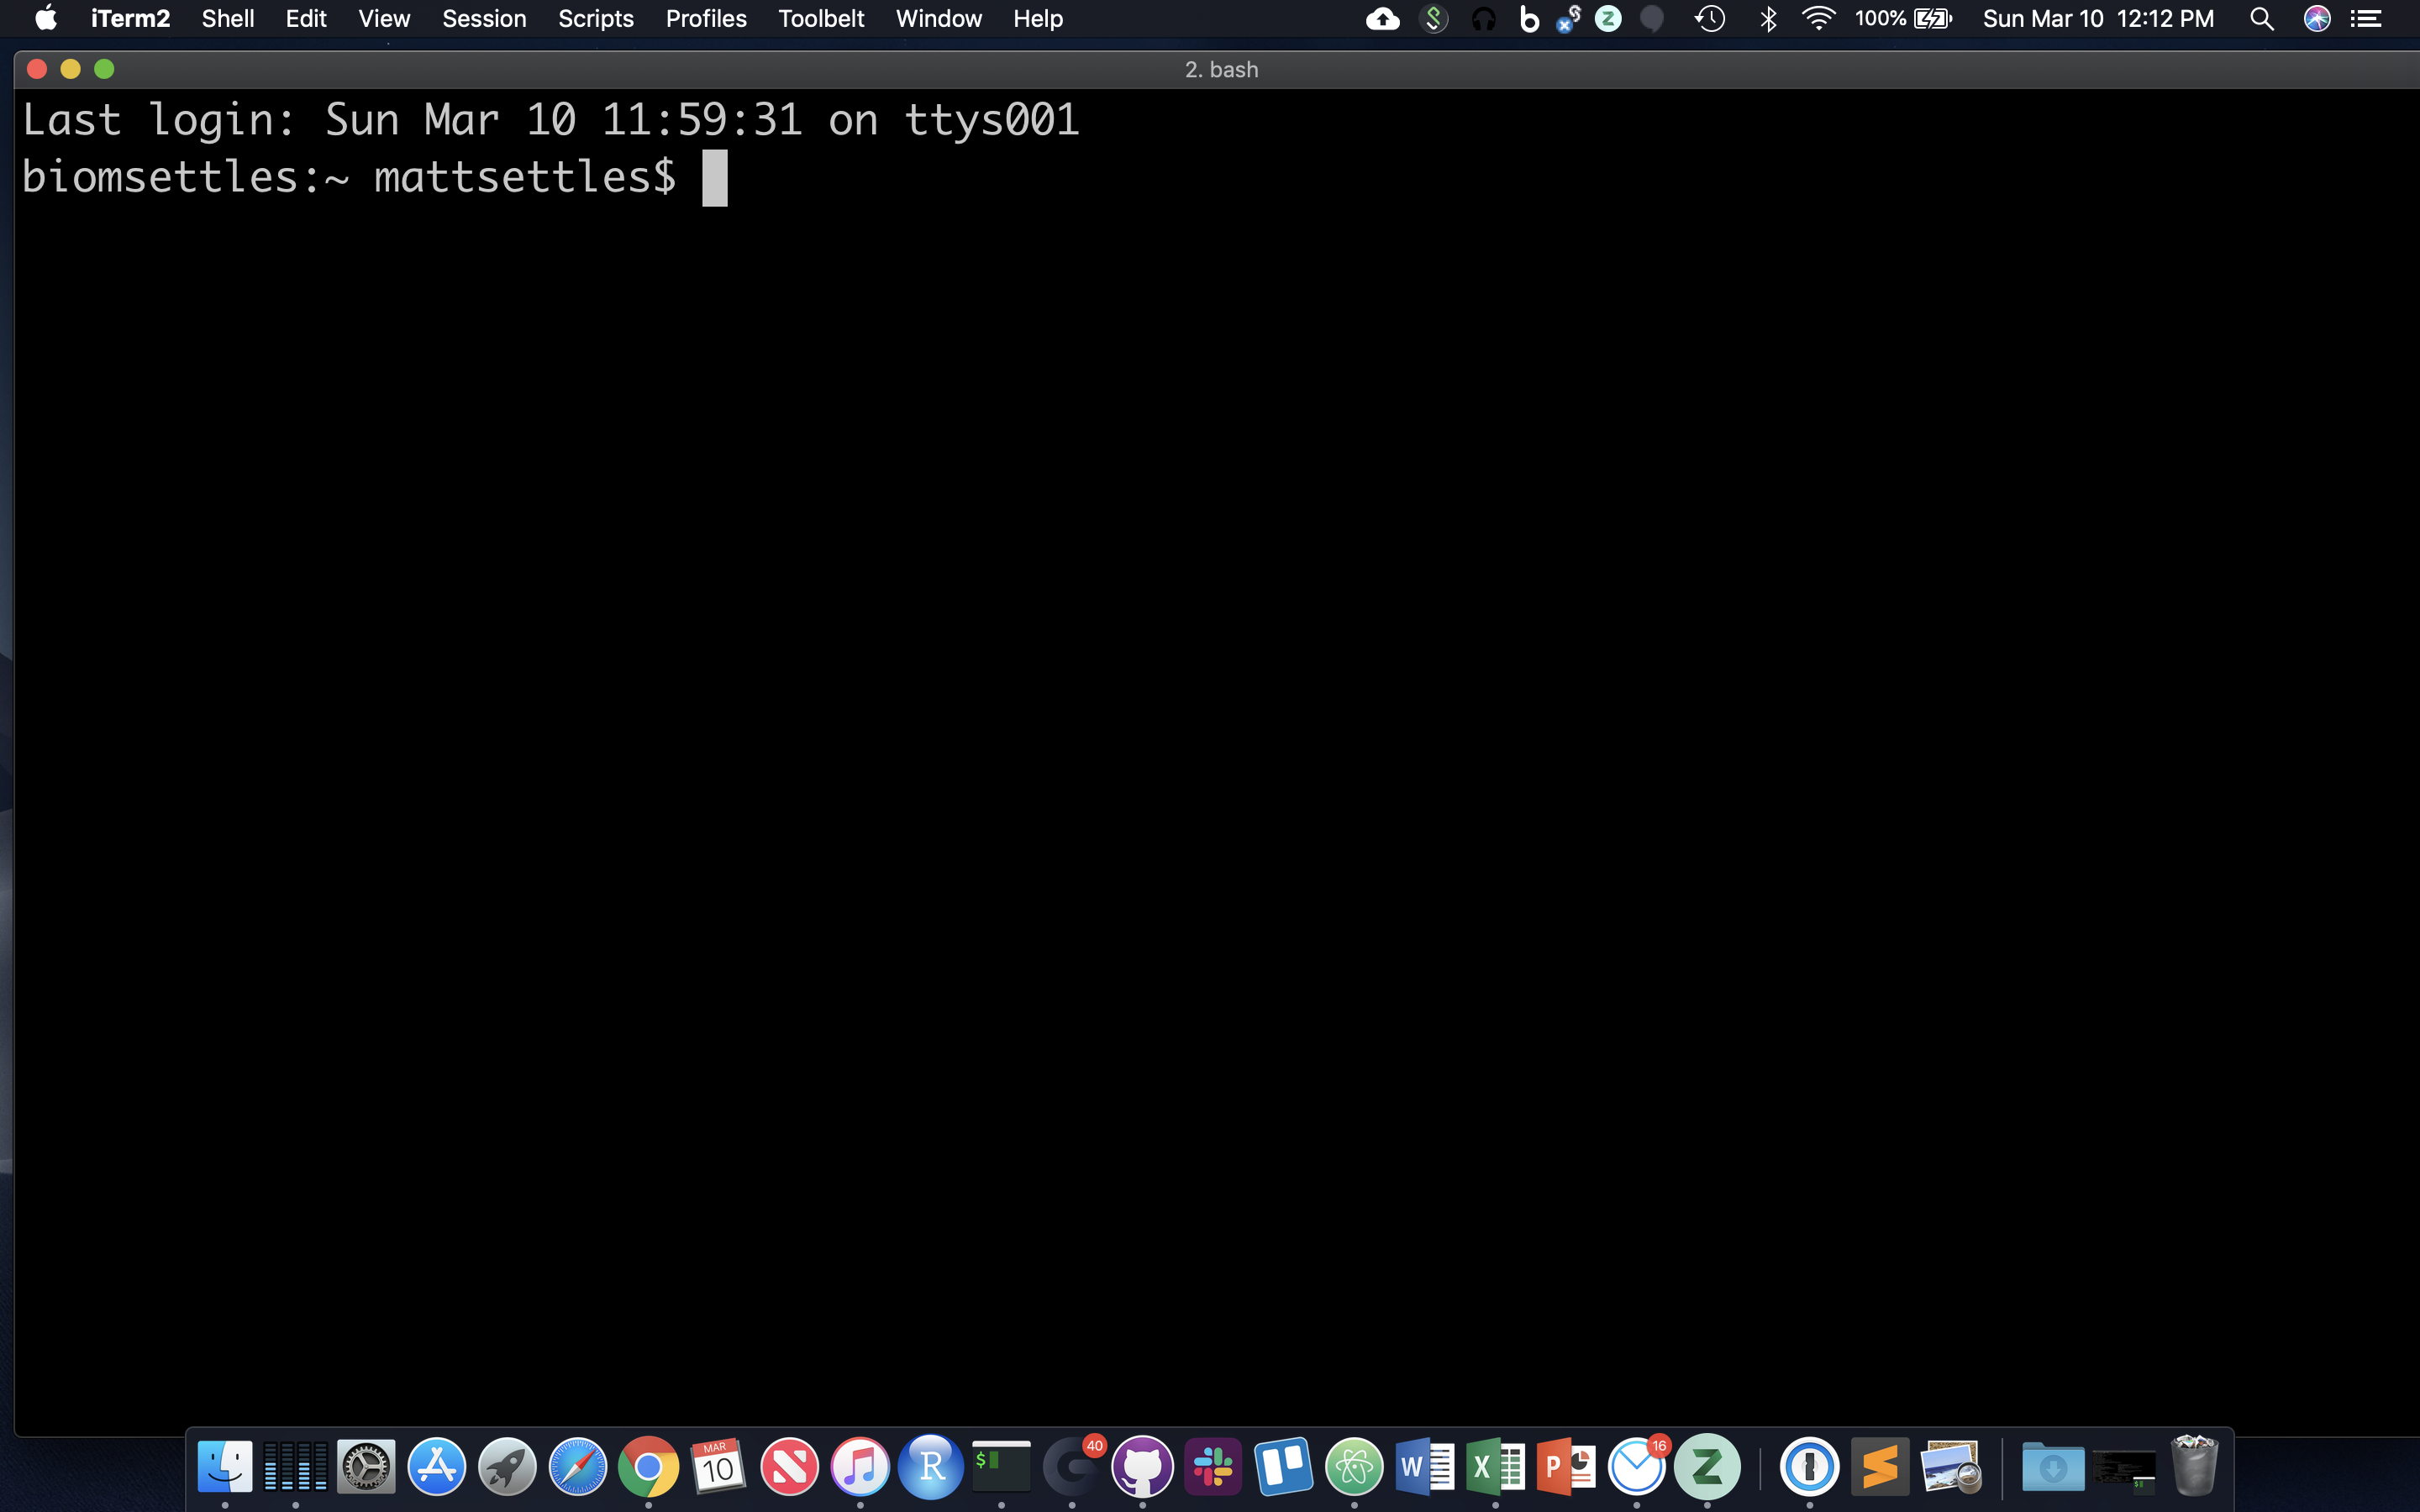 iTerm2 Shell Edit View Session Scripts Profiles Toolbelt Window Help 100% Sun Mar 10 12:12 PM
2. bash
Last login: Sun Mar 10 11:59:31 on ttys001
biomsettles:~ mattsettles$
MAR
10
R
$
40
W
X
P
16
Z